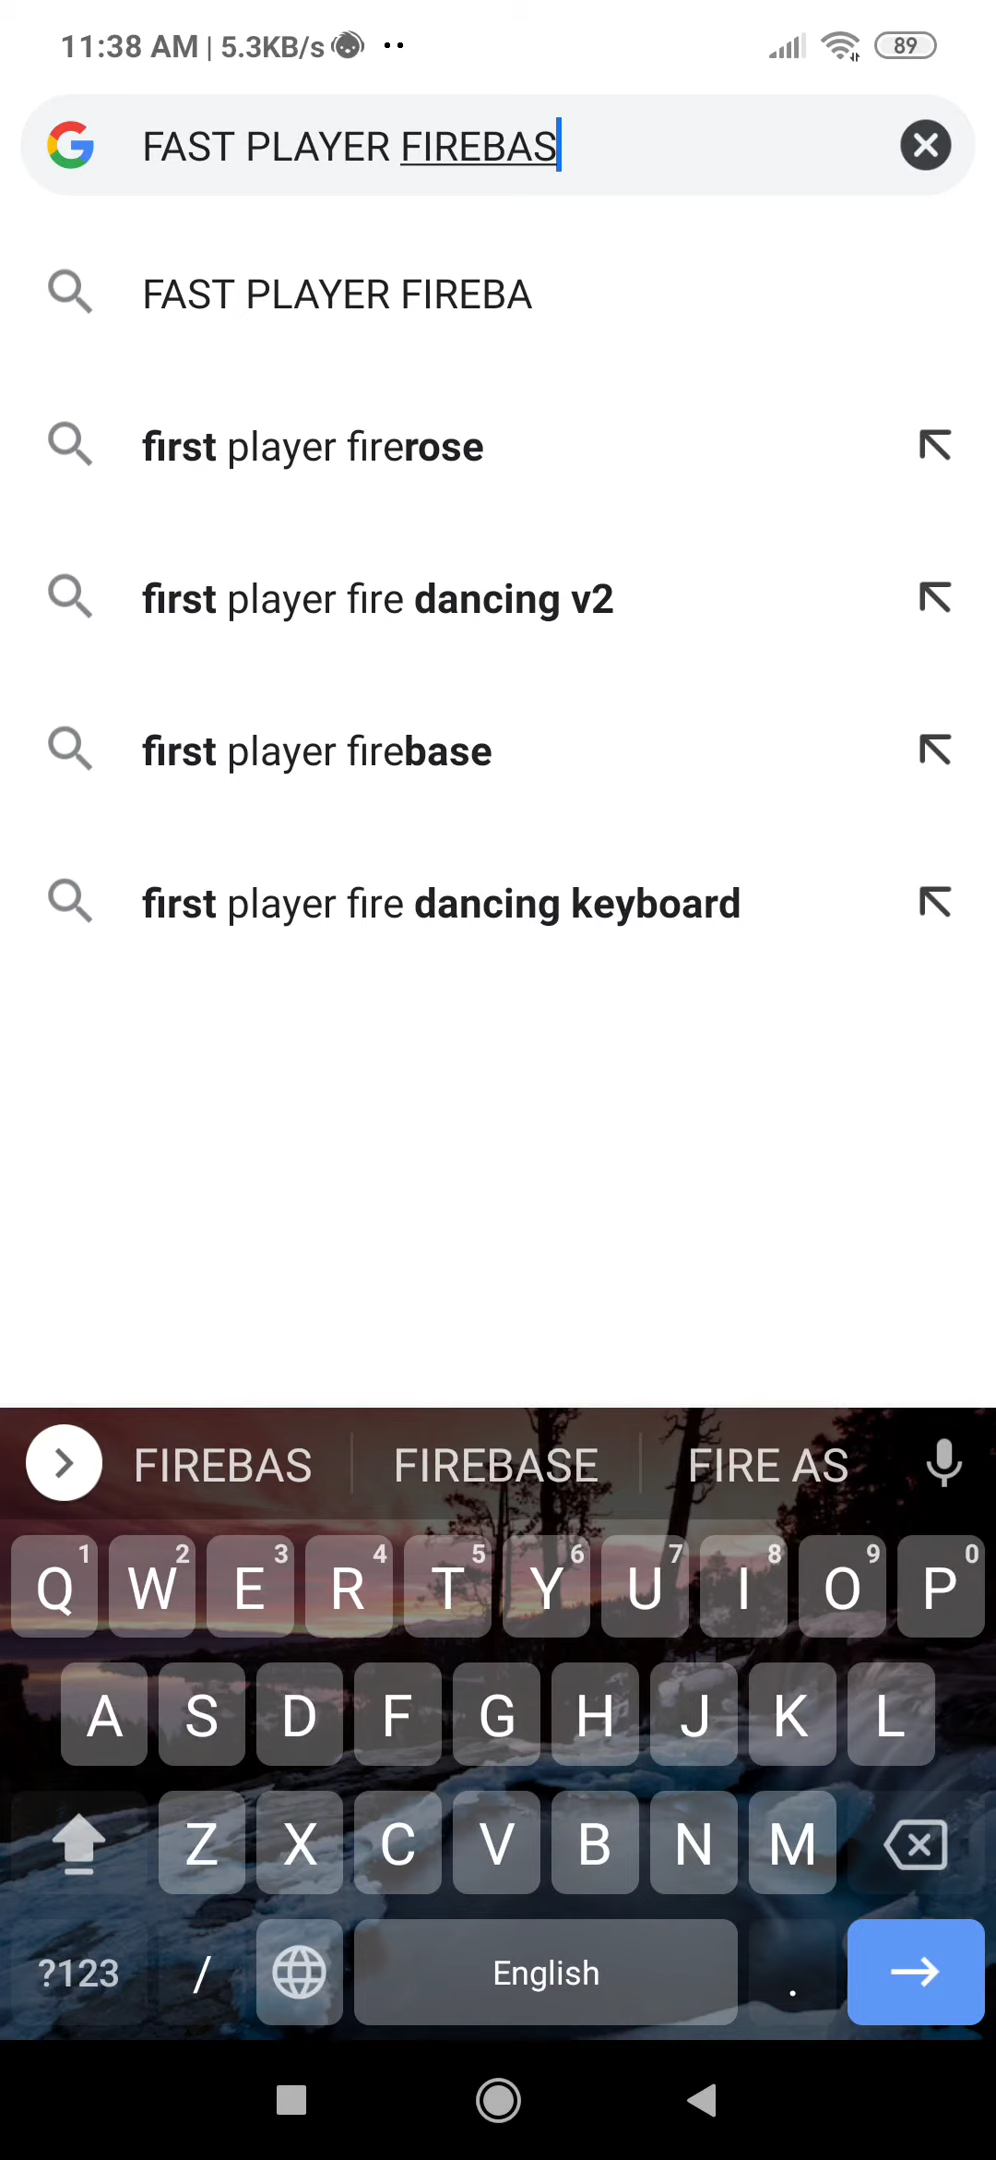 11:38 AM | 5.3KB/s
89
FAST PLAYER FIREBAS
FAST PLAYER FIREBA
first player firerose
first player fire dancing v2
first player firebase
first player fire dancing keyboard
FIREBAS FIREBASE FIRE AS
1 2 3 4 5 6 7 8 9 0
Q W E R T Y U I O P
A S D F G H J K L
Z X C V B N M
?123 / English .